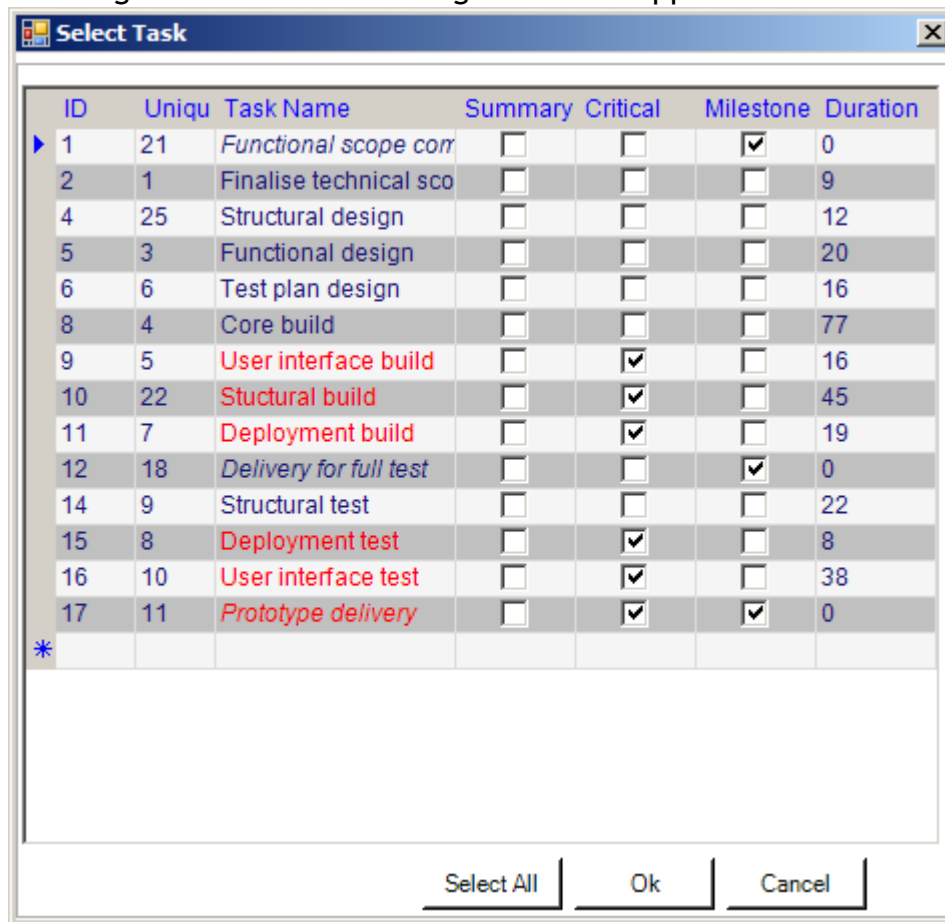 Select Task
ID Uniqu Task Name Summary Critical Milestone Duration
1 21 Functional scope com 0
2 1 Finalise technical sco 9
4 25 Structural design 12
5 3 Functional design 20
6 6 Test plan design 16
8 4 Core build 77
9 5 User interface build 16
10 22 Stuctural build 45
11 7 Deployment build 19
12 18 Delivery for full test 0
14 9 Structural test 22
15 8 Deployment test 8
16 10 User interface test 38
17 11 Prototype delivery 0
Select All Ok Cancel